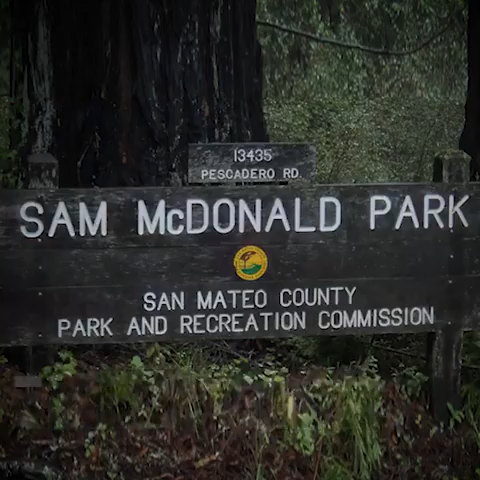 13435
PESCADERO RD.
SAM McDONALD PARK
SAN MATEO COUNTY
PARK AND RECREATION COMMISSION